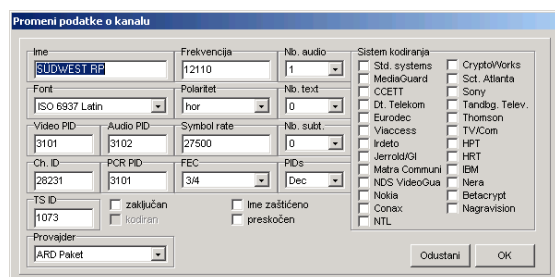 Promeni podatke o kanalu
Ime Frekvencija Nb. audio Sistem kodiranja
SÜDWEST RP 12110 1
Std. systems CryptoWorks
MediaGuard Sct. Atlanta
Font Polaritet Nb. text
CCETT Sony
ISO 6937 Latin hor 0
Dt. Telekom Tandbg. Telev.
Eurodec Thomson
Video PID Audio PID Symbol rate Nb. subt.
Viaccess TV/Com
3101 3102 27500 0
Irdeto HPT
Jerrold/GI HRT
Ch. ID PCR PID FEC PIDs
Matra Communi IBM
28231 3101 3/4 Dec
NDS VideoGua Nera
Nokia Betacrypt
TS ID
Conax Nagravision
1073 zaključan Ime zaštićeno
NTL
kodiran preskočen
Provajder
ARD Paket
Odustani OK